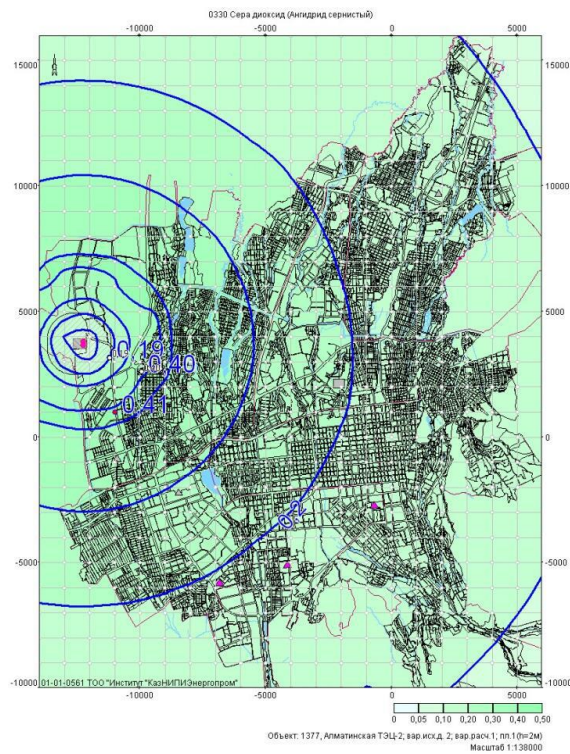 0330 Сера диоксид (Ангидрид сернистый)
-10000 -5000 0 5000
15000 15000
10000 10000
5000 5000
0,19
0,40
0,41
0 0
0,2
-5000 -5000
-10000 -10000
01-01-0561 ТОО "Институт "КазНИПИЭнергопром"
-10000 -5000 0 5000
0 0,05 0,10 0,20 0,30 0,40 0,50
Объект: 1377, Алматинская ТЭЦ-2; вар.исх.д. 2; вар.расч.1; пл.1(h=2м)
Масштаб 1:138000